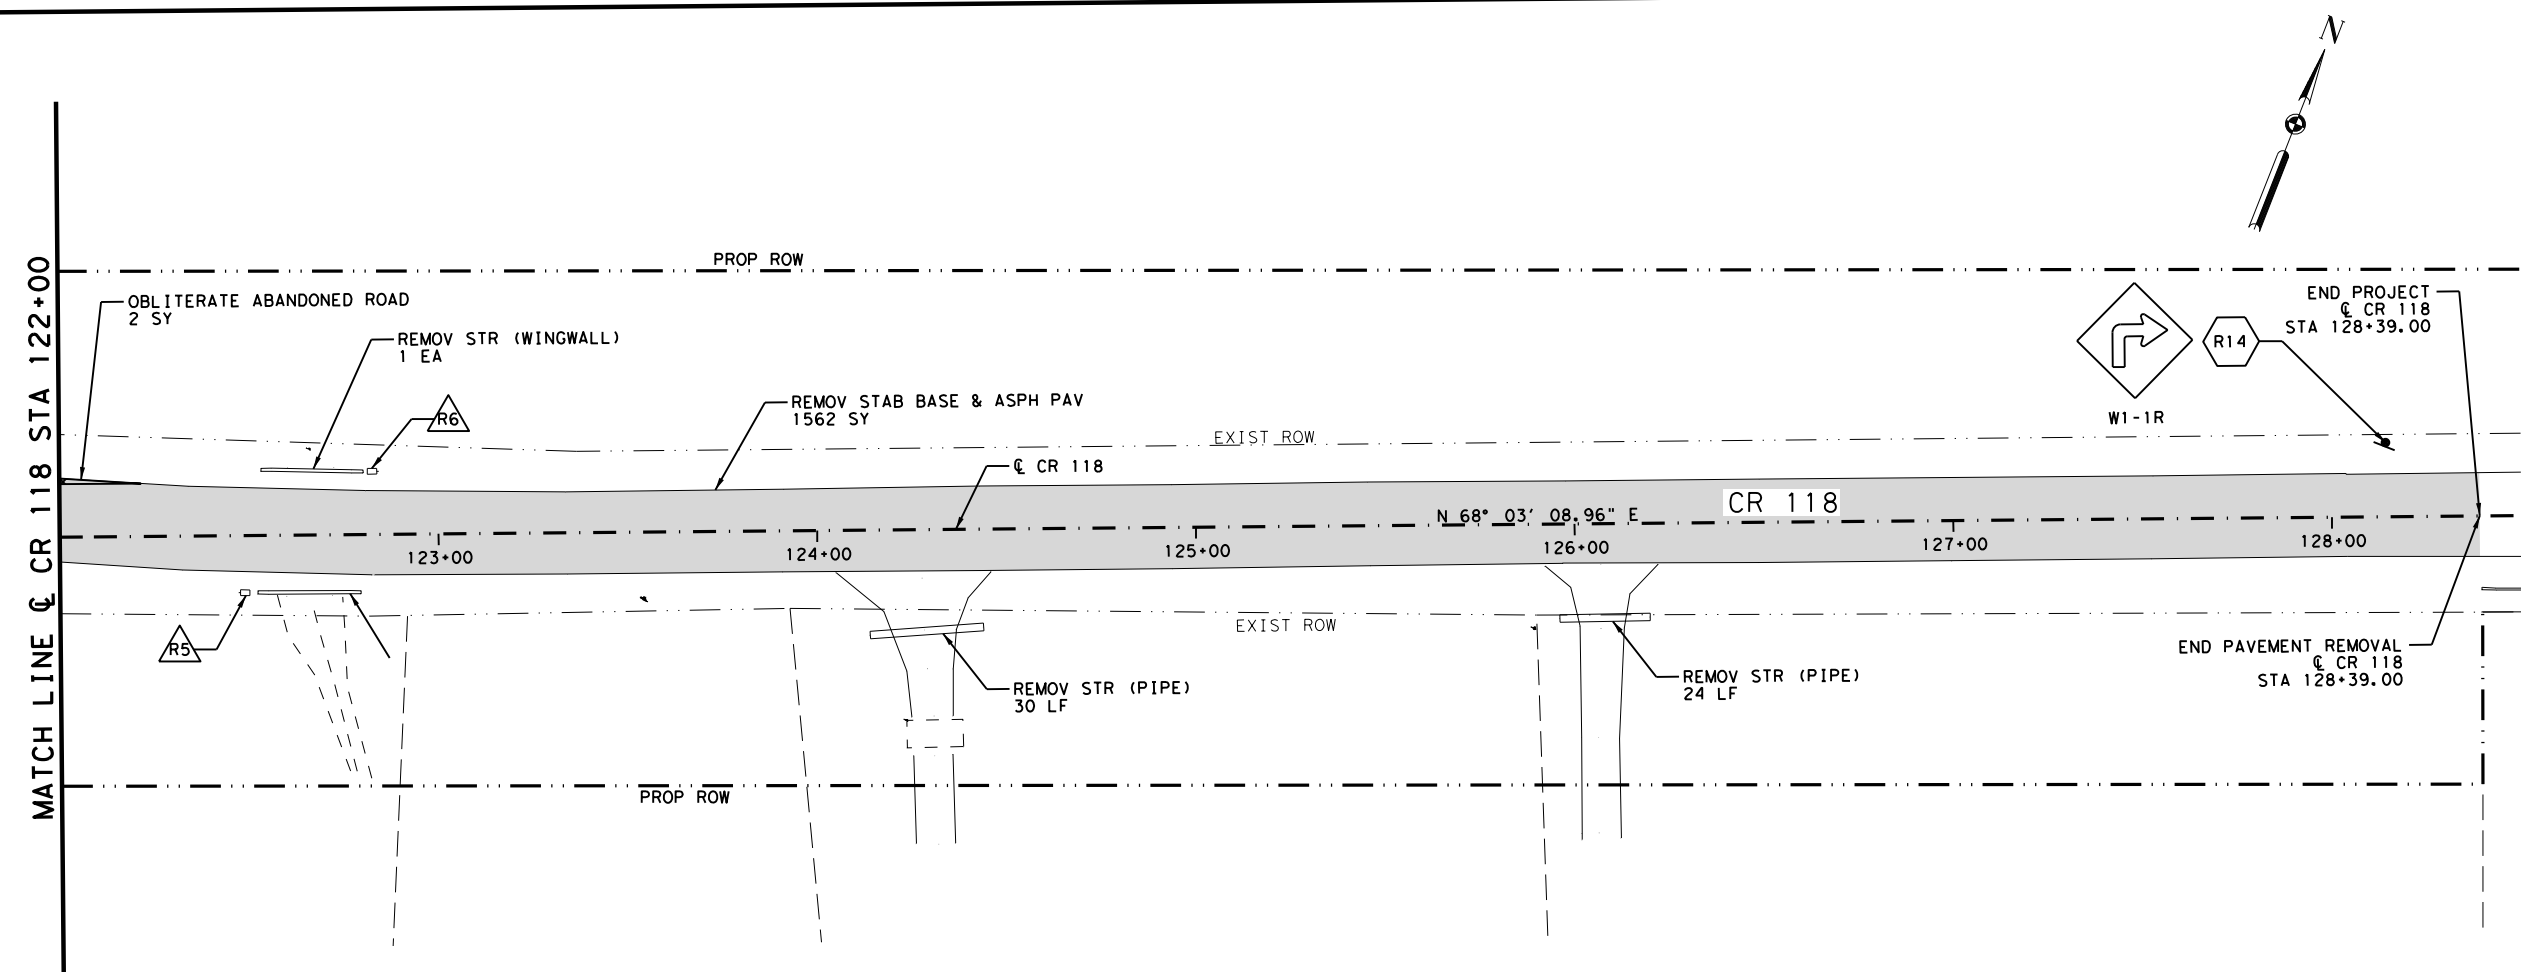 N
PROP ROW
OBLITERATE ABANDONED ROAD
2 SY
REMOV STR (WINGWALL)
1 EA
R6
REMOV STAB BASE & ASPH PAV
1562 SY
EXIST ROW
℄ CR 118
W1-1R
R14
END PROJECT
℄ CR 118
STA 128+39.00
N 68° 03' 08.96" E
CR 118
123+00
124+00
125+00
126+00
127+00
128+00
MATCH LINE ℄ CR 118 STA 122+00
R5
EXIST ROW
REMOV STR (PIPE)
30 LF
REMOV STR (PIPE)
24 LF
END PAVEMENT REMOVAL
℄ CR 118
STA 128+39.00
PROP ROW